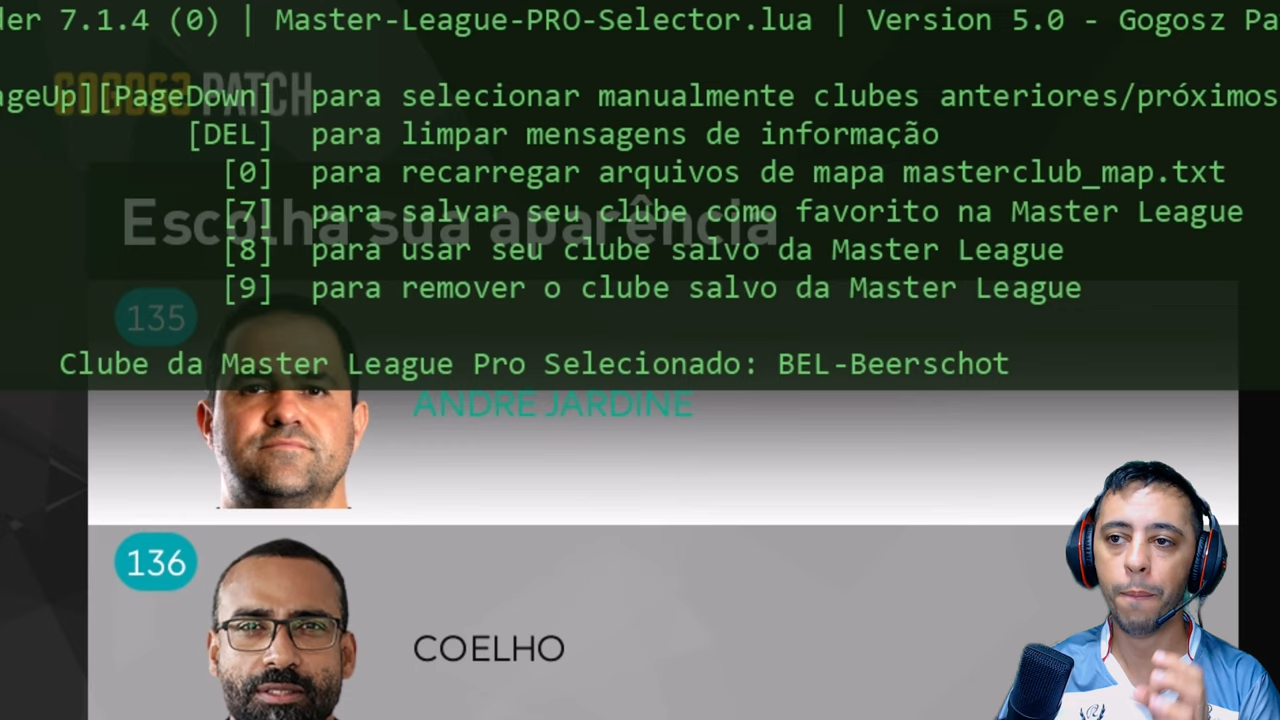 der 7.1.4 (0) | Master-League-PRO-Selector.lua | Version 5.0 - Gogosz Pa
ageUp][PageDown] para selecionar manualmente clubes anteriores/próximos
GOGOSZ PATCH
[DEL] para limpar mensagens de informação
[0] para recarregar arquivos de mapa masterclub_map.txt
[7] para salvar seu clube como favorito na Master League
Escolha sua aparência
[8] para usar seu clube salvo da Master League
[9] para remover o clube salvo da Master League
135
Clube da Master League Pro Selecionado: BEL-Beerschot
ANDRÉ JARDINE
136
COELHO